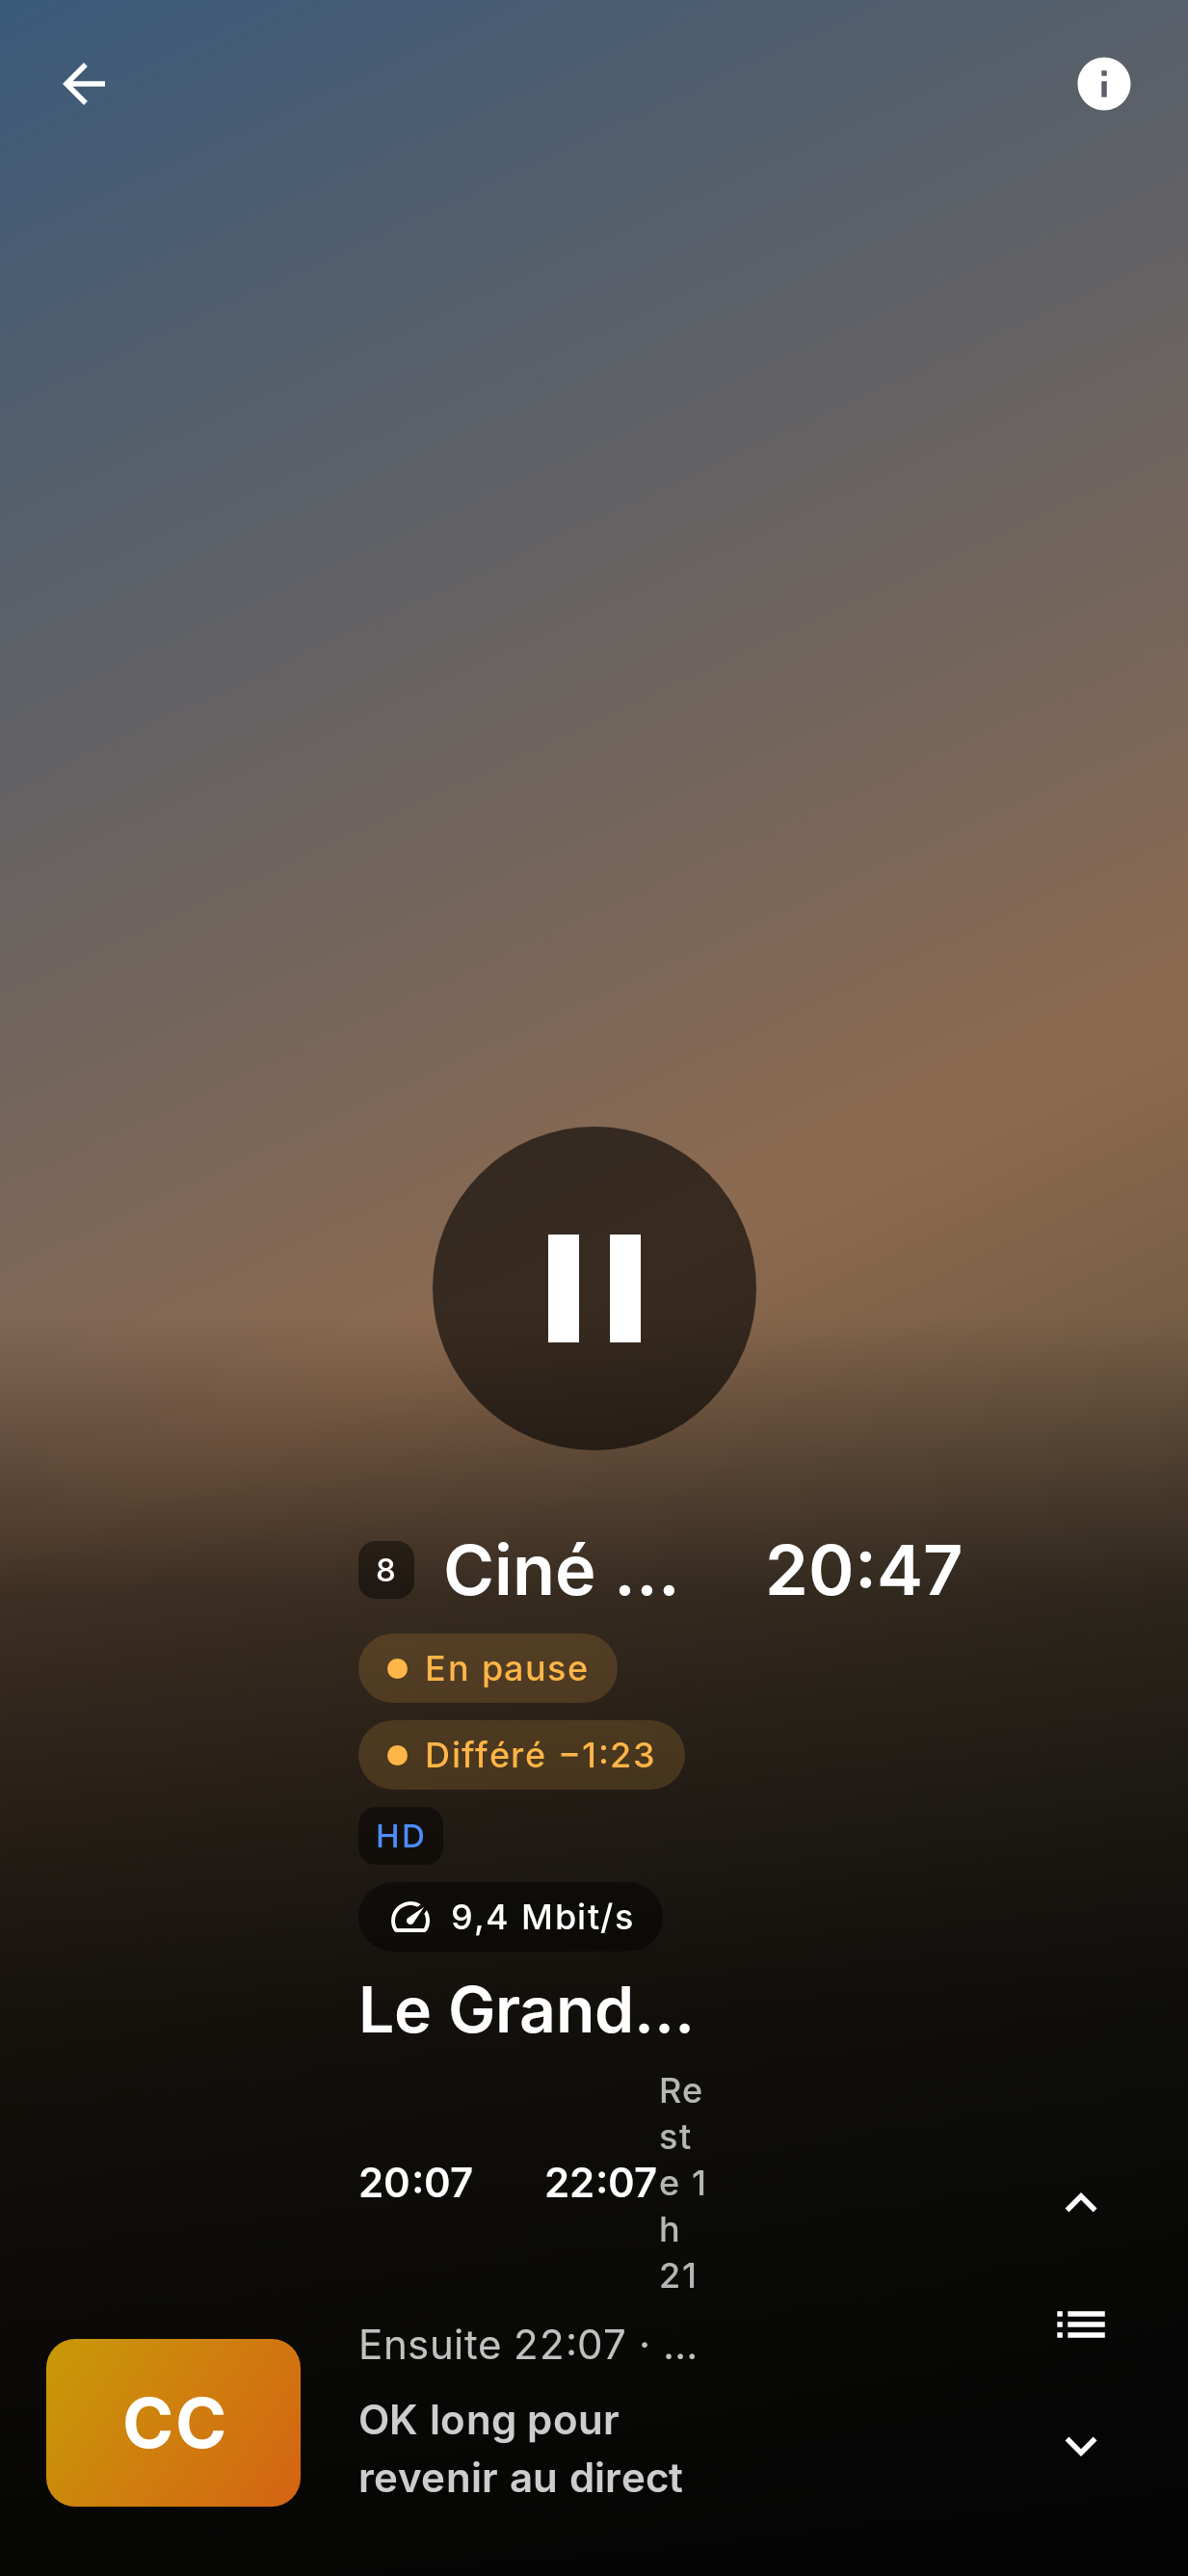 8 Ciné ... 20:47
En pause
Différé −1:23
HD
9,4 Mbit/s
Le Grand...
20:07 22:07 Re
st
e 1
h
21
Ensuite 22:07 · ...
CC
OK long pour
revenir au direct